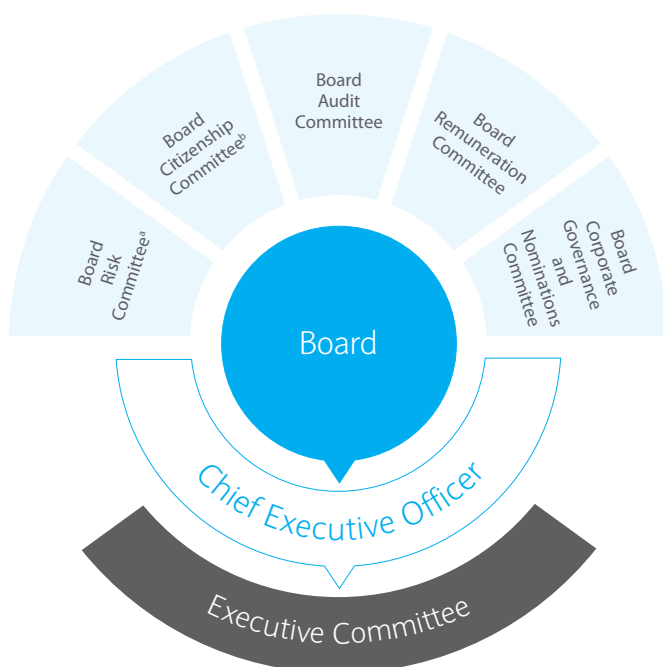 Board
Risk
Committeeᵃ
Board
Citizenship
Committeeᵇ
Board
Audit
Committee
Board
Remuneration
Committee
Board
Corporate
Governance
and
Nominations
Committee
Board
Chief Executive Officer
Executive Committee